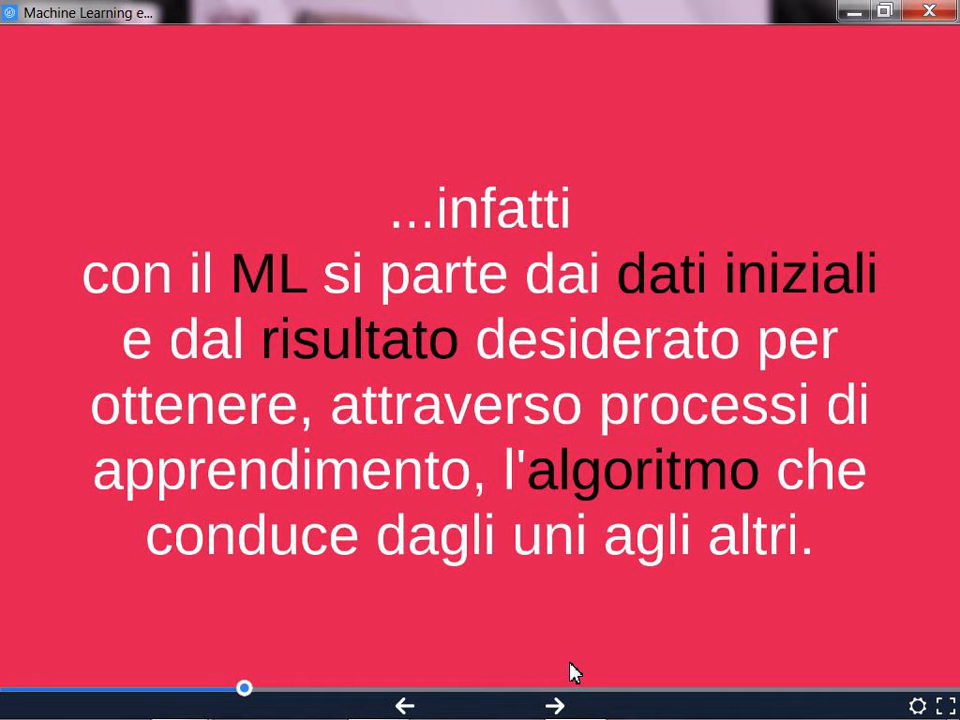 Machine Learning e...
...infatti
con il ML si parte dai dati iniziali
e dal risultato desiderato per
ottenere, attraverso processi di
apprendimento, l'algoritmo che
conduce dagli uni agli altri.